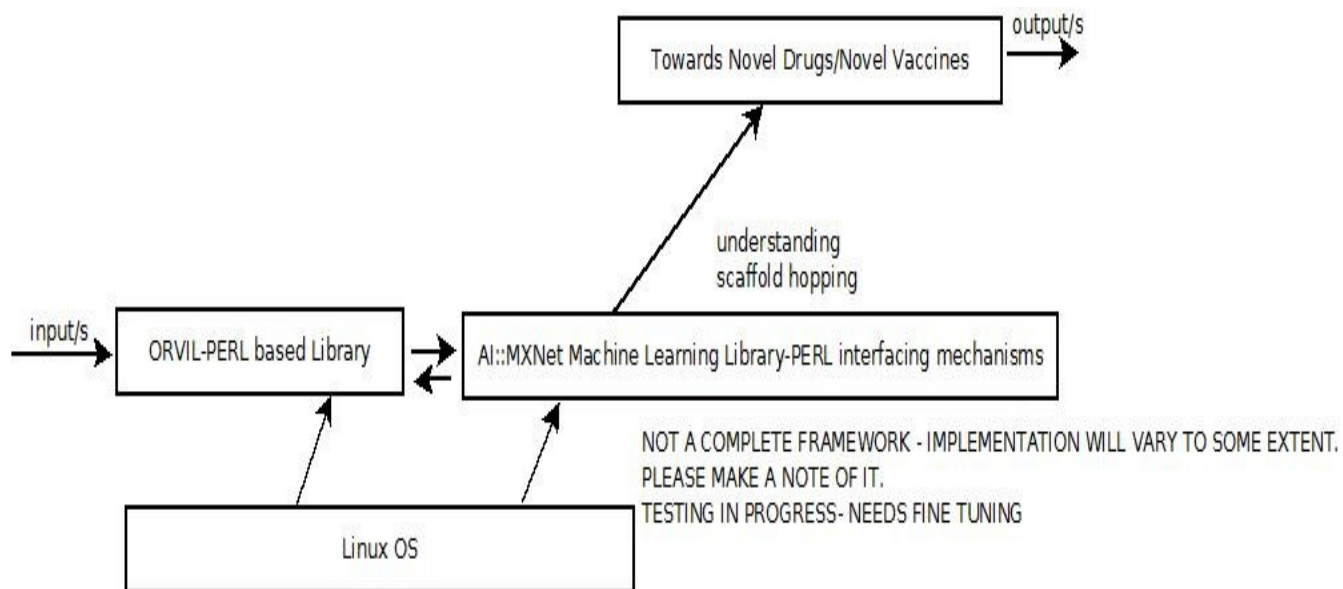 output/s
Towards Novel Drugs/Novel Vaccines
understanding
scaffold hopping
input/s
ORVIL-PERL based Library
AI::MXNet Machine Learning Library-PERL interfacing mechanisms
NOT A COMPLETE FRAMEWORK - IMPLEMENTATION WILL VARY TO SOME EXTENT.
PLEASE MAKE A NOTE OF IT.
TESTING IN PROGRESS- NEEDS FINE TUNING
Linux OS